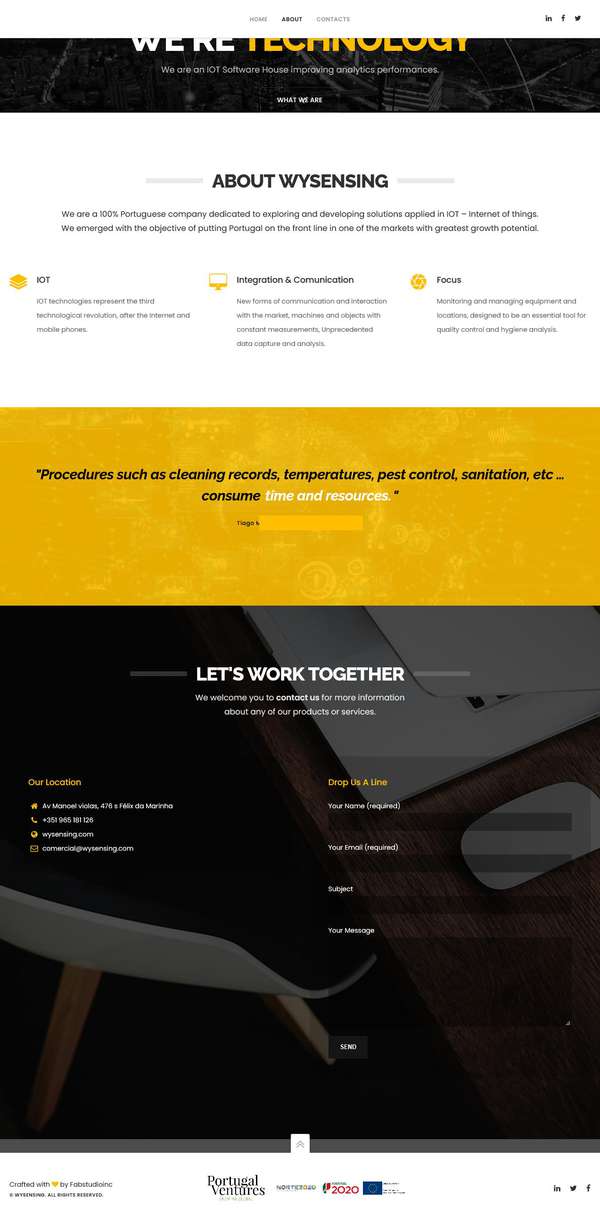 HOME ABOUT CONTACTS
WE'RE TECHNOLOGY
We are an IOT Software House improving analytics performances.
WHAT WE ARE
ABOUT WYSENSING
We are a 100% Portuguese company dedicated to exploring and developing solutions applied in IOT – Internet of things.
We emerged with the objective of putting Portugal on the front line in one of the markets with greatest growth potential.
IOT
IOT technologies represent the third
technological revolution, after the Internet and
mobile phones.
Integration & Comunication
New forms of communication and interaction
with the market, machines and objects with
constant measurements, Unprecedented
data capture and analysis.
Focus
Monitoring and managing equipment and
locations, designed to be an essential tool for
quality control and hygiene analysis.
"Procedures such as cleaning records, temperatures, pest control, sanitation, etc ...
consume time and resources. "
Tiago
LET'S WORK TOGETHER
We welcome you to contact us for more information
about any of our products or services.
Our Location
Av Manoel violas, 476 s Félix da Marinha
+351 965 181 126
wysensing.com
comercial@wysensing.com
Drop Us A Line
Your Name (required)
Your Email (required)
Subject
Your Message
SEND
Crafted with by Fabstudioinc
© WYSENSING. ALL RIGHTS RESERVED.
Portugal
Ventures
NORTE2020
2020